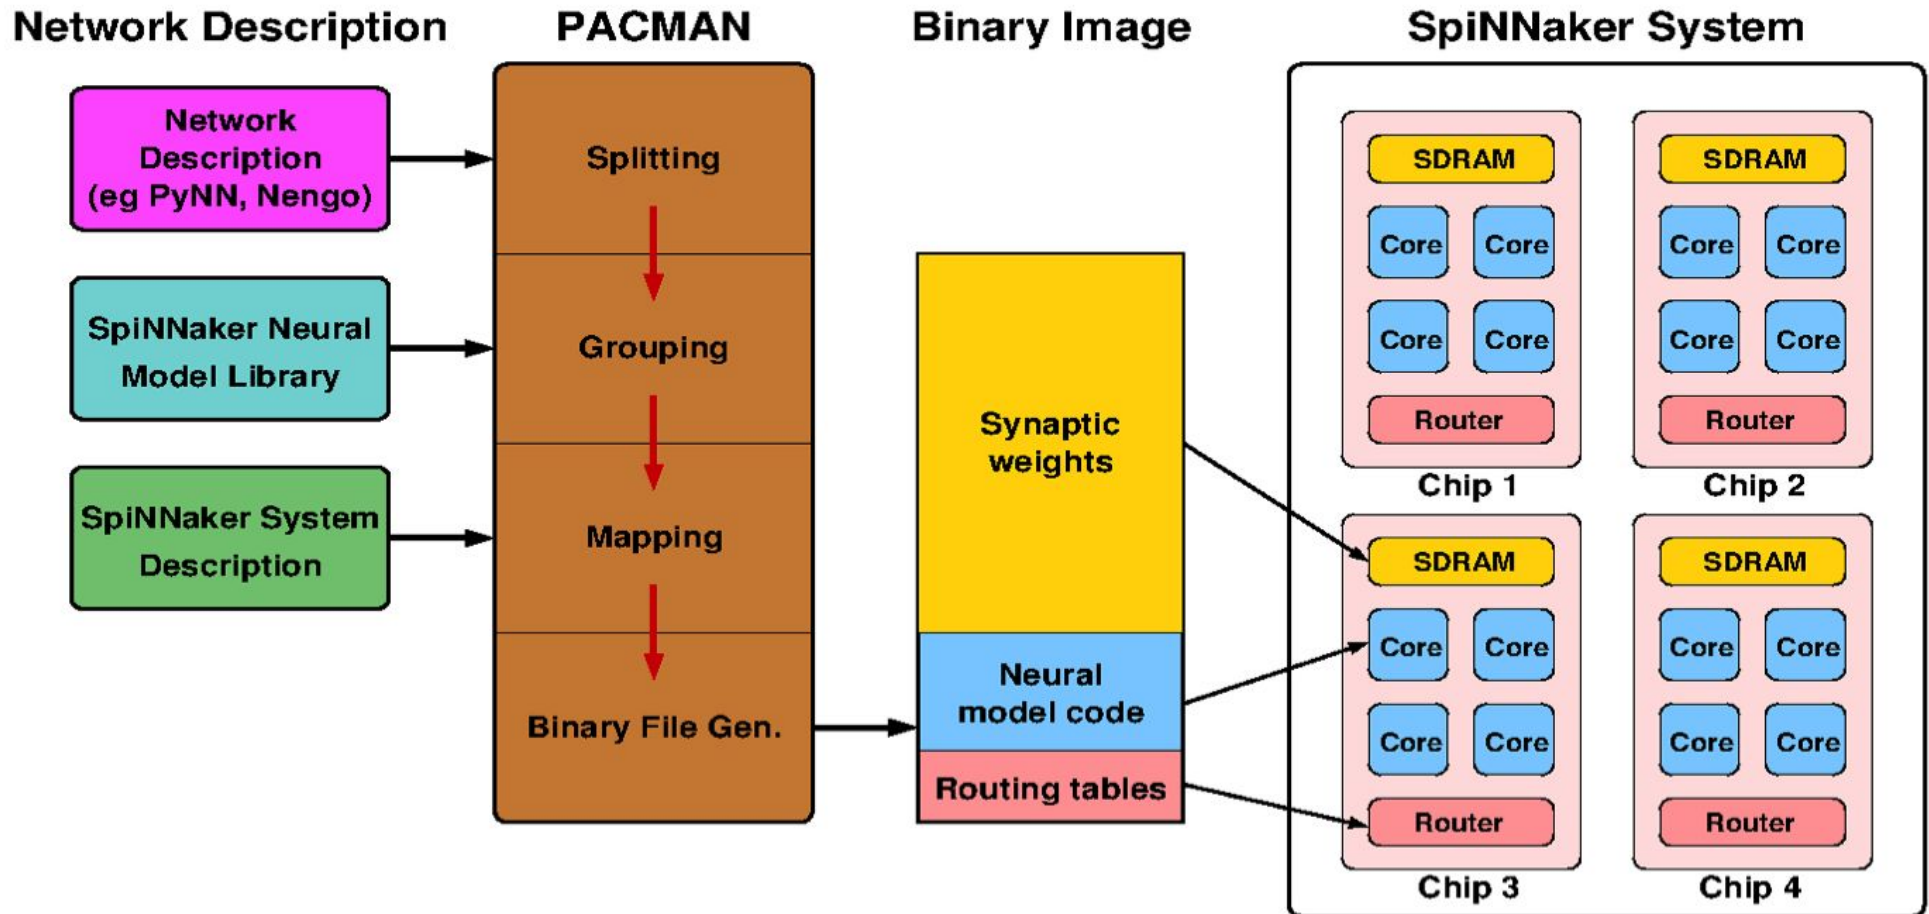 Network Description
PACMAN
Binary Image
SpiNNaker System
Network
Description
(eg PyNN, Nengo)
SpiNNaker Neural
Model Library
SpiNNaker System
Description
Splitting
Grouping
Mapping
Binary File Gen.
Synaptic
weights
Neural
model code
Routing tables
SDRAM
Core
Core
Core
Core
Router
Chip 1
SDRAM
Core
Core
Core
Core
Router
Chip 2
SDRAM
Core
Core
Core
Core
Router
Chip 3
SDRAM
Core
Core
Core
Core
Router
Chip 4